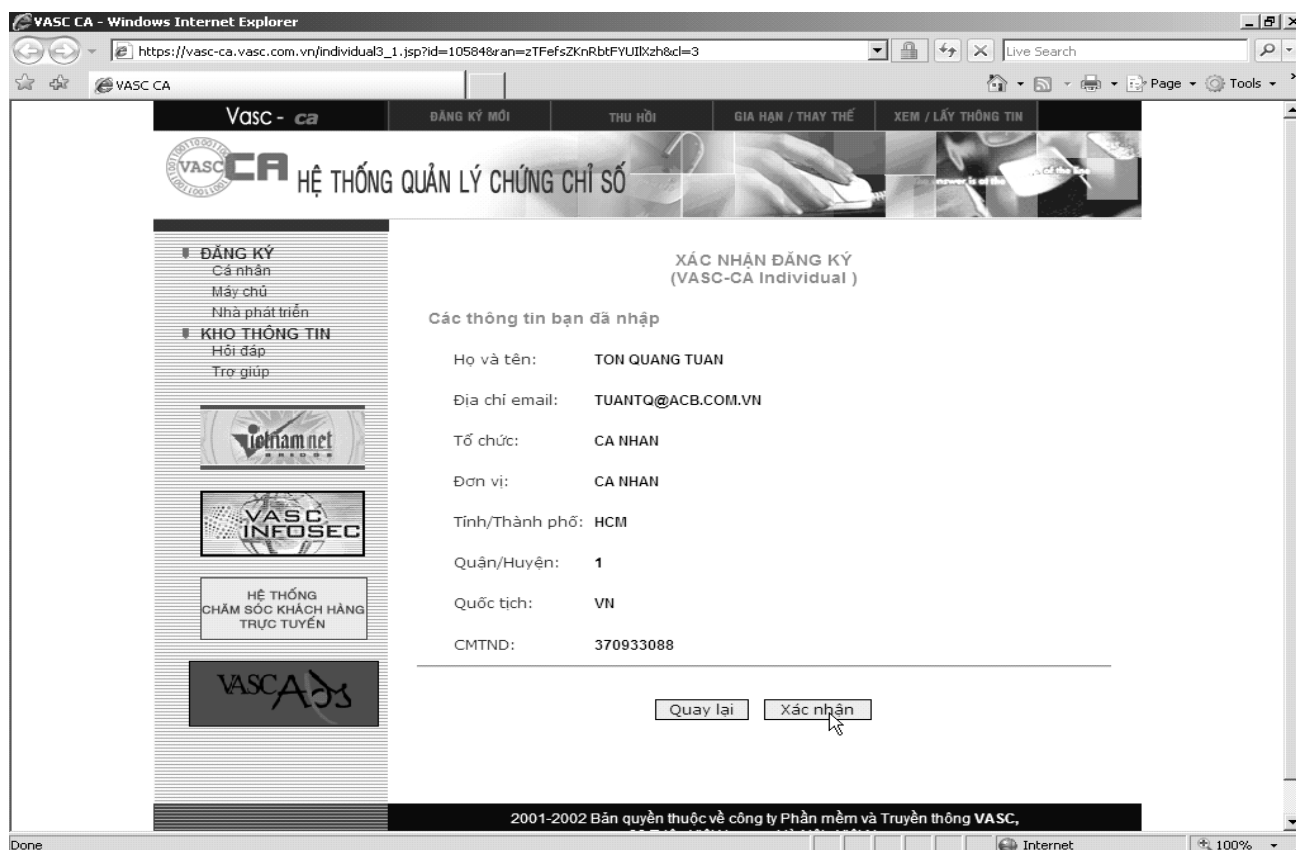 VASC CA - Windows Internet Explorer
https://vasc-ca.vasc.com.vn/individual3_1.jsp?id=10584&ran=zTFefsZKnRbtFYUIlXzh&cl=3
Live Search
VASC CA
Page
Tools
Vasc - ca
ĐĂNG KÝ MỚI
THU HỒI
GIA HẠN / THAY THẾ
XEM / LẤY THÔNG TIN
VASC CA
HỆ THỐNG QUẢN LÝ CHỨNG CHỈ SỐ
ĐĂNG KÝ
Cá nhân
Máy chủ
Nhà phát triển
KHO THÔNG TIN
Hỏi đáp
Trợ giúp
vietnam net
VASC
INFOSEC
HỆ THỐNG
CHĂM SÓC KHÁCH HÀNG
TRỰC TUYẾN
VASC Ads
XÁC NHẬN ĐĂNG KÝ
(VASC-CA Individual )
Các thông tin bạn đã nhập
Họ và tên: TON QUANG TUAN
Địa chỉ email: TUANTQ@ACB.COM.VN
Tổ chức: CA NHAN
Đơn vị: CA NHAN
Tỉnh/Thành phố: HCM
Quận/Huyện: 1
Quốc tịch: VN
CMTND: 370933088
Quay lại
Xác nhận
2001-2002 Bản quyền thuộc về công ty Phần mềm và Truyền thông VASC,
Done
Internet
100%